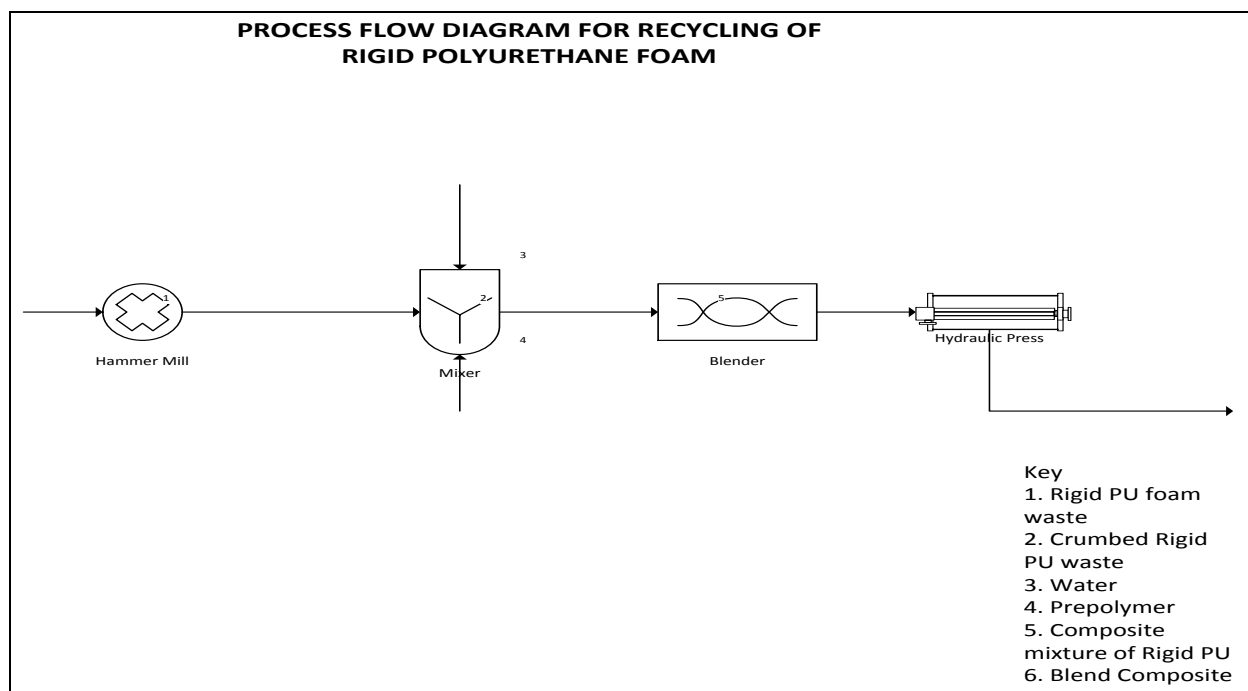 PROCESS FLOW DIAGRAM FOR RECYCLING OF
RIGID POLYURETHANE FOAM
3
1
2
5
4
Hydraulic Press
Hammer Mill
Mixer
Blender
Key
1. Rigid PU foam
waste
2. Crumbed Rigid
PU waste
3. Water
4. Prepolymer
5. Composite
mixture of Rigid PU
6. Blend Composite